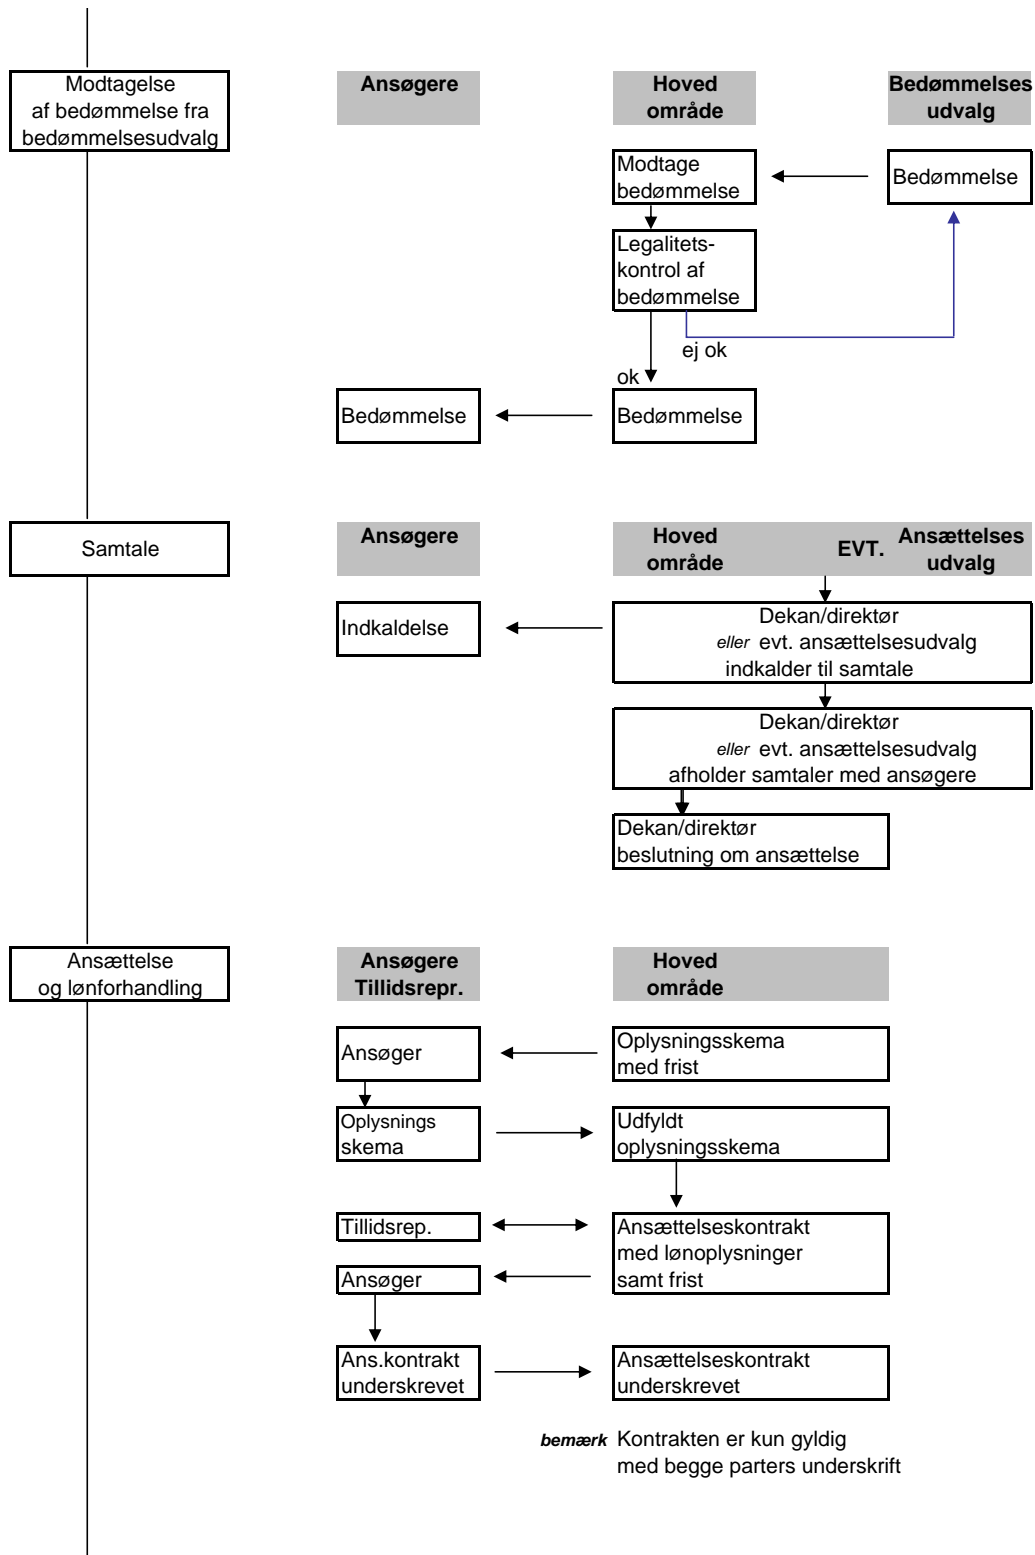 Modtagelse
af bedømmelse fra
bedømmelsesudvalg
Ansøgere
Hoved
område
Bedømmelses
udvalg
Modtage
bedømmelse
Bedømmelse
Legalitets-
kontrol af
bedømmelse
ej ok
ok
Bedømmelse
Bedømmelse
Samtale
Ansøgere
Hoved
område
EVT.
Ansættelses
udvalg
Indkaldelse
Dekan/direktør
eller evt. ansættelsesudvalg
indkalder til samtale
Dekan/direktør
eller evt. ansættelsesudvalg
afholder samtaler med ansøgere
Dekan/direktør
beslutning om ansættelse
Ansættelse
og lønforhandling
Ansøgere
Tillidsrepr.
Hoved
område
Ansøger
Oplysningsskema
med frist
Oplysnings
skema
Udfyldt
oplysningsskema
Tillidsrep.
Ansættelseskontrakt
med lønoplysninger
samt frist
Ansøger
Ans.kontrakt
underskrevet
Ansættelseskontrakt
underskrevet
bemærk Kontrakten er kun gyldig
med begge parters underskrift